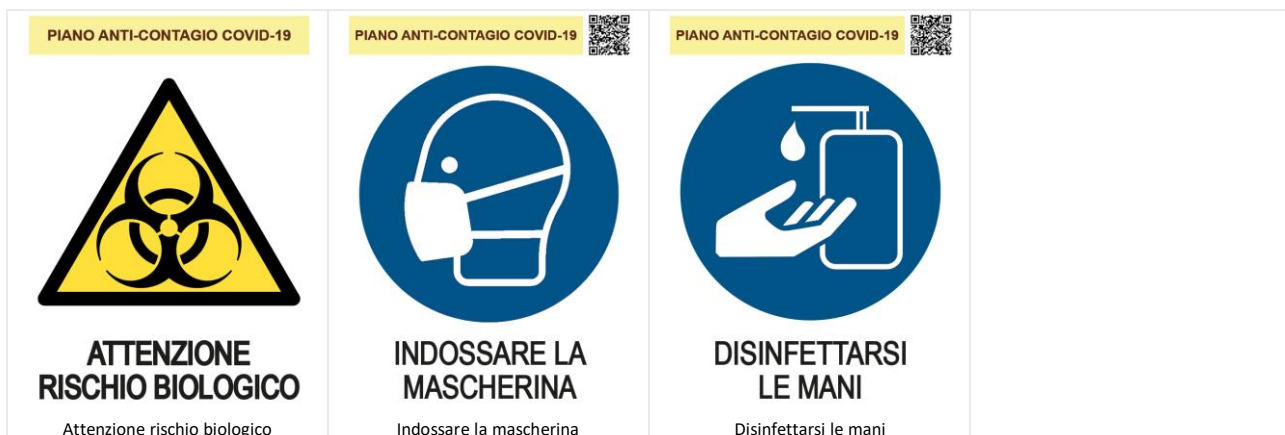 PIANO ANTI-CONTAGIO COVID-19
ATTENZIONE
RISCHIO BIOLOGICO
Attenzione rischio biologico
PIANO ANTI-CONTAGIO COVID-19
INDOSSARE LA
MASCHERINA
Indossare la mascherina
PIANO ANTI-CONTAGIO COVID-19
DISINFETTARSI
LE MANI
Disinfettarsi le mani